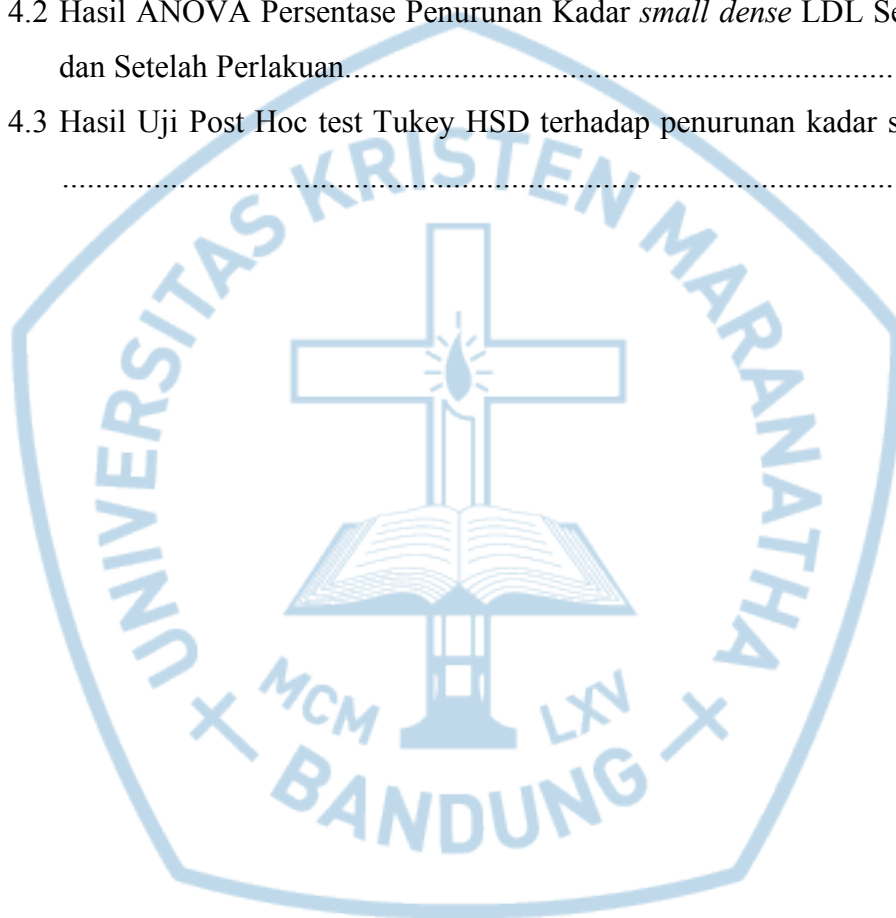 4.2 Hasil ANOVA Persentase Penurunan Kadar small dense LDL Se
dan Setelah Perlakuan.....................................................................
4.3 Hasil Uji Post Hoc test Tukey HSD terhadap penurunan kadar s
....................................................................................................
UNIVERSITAS KRISTEN MARANATHA
MCM LXV
BANDUNG